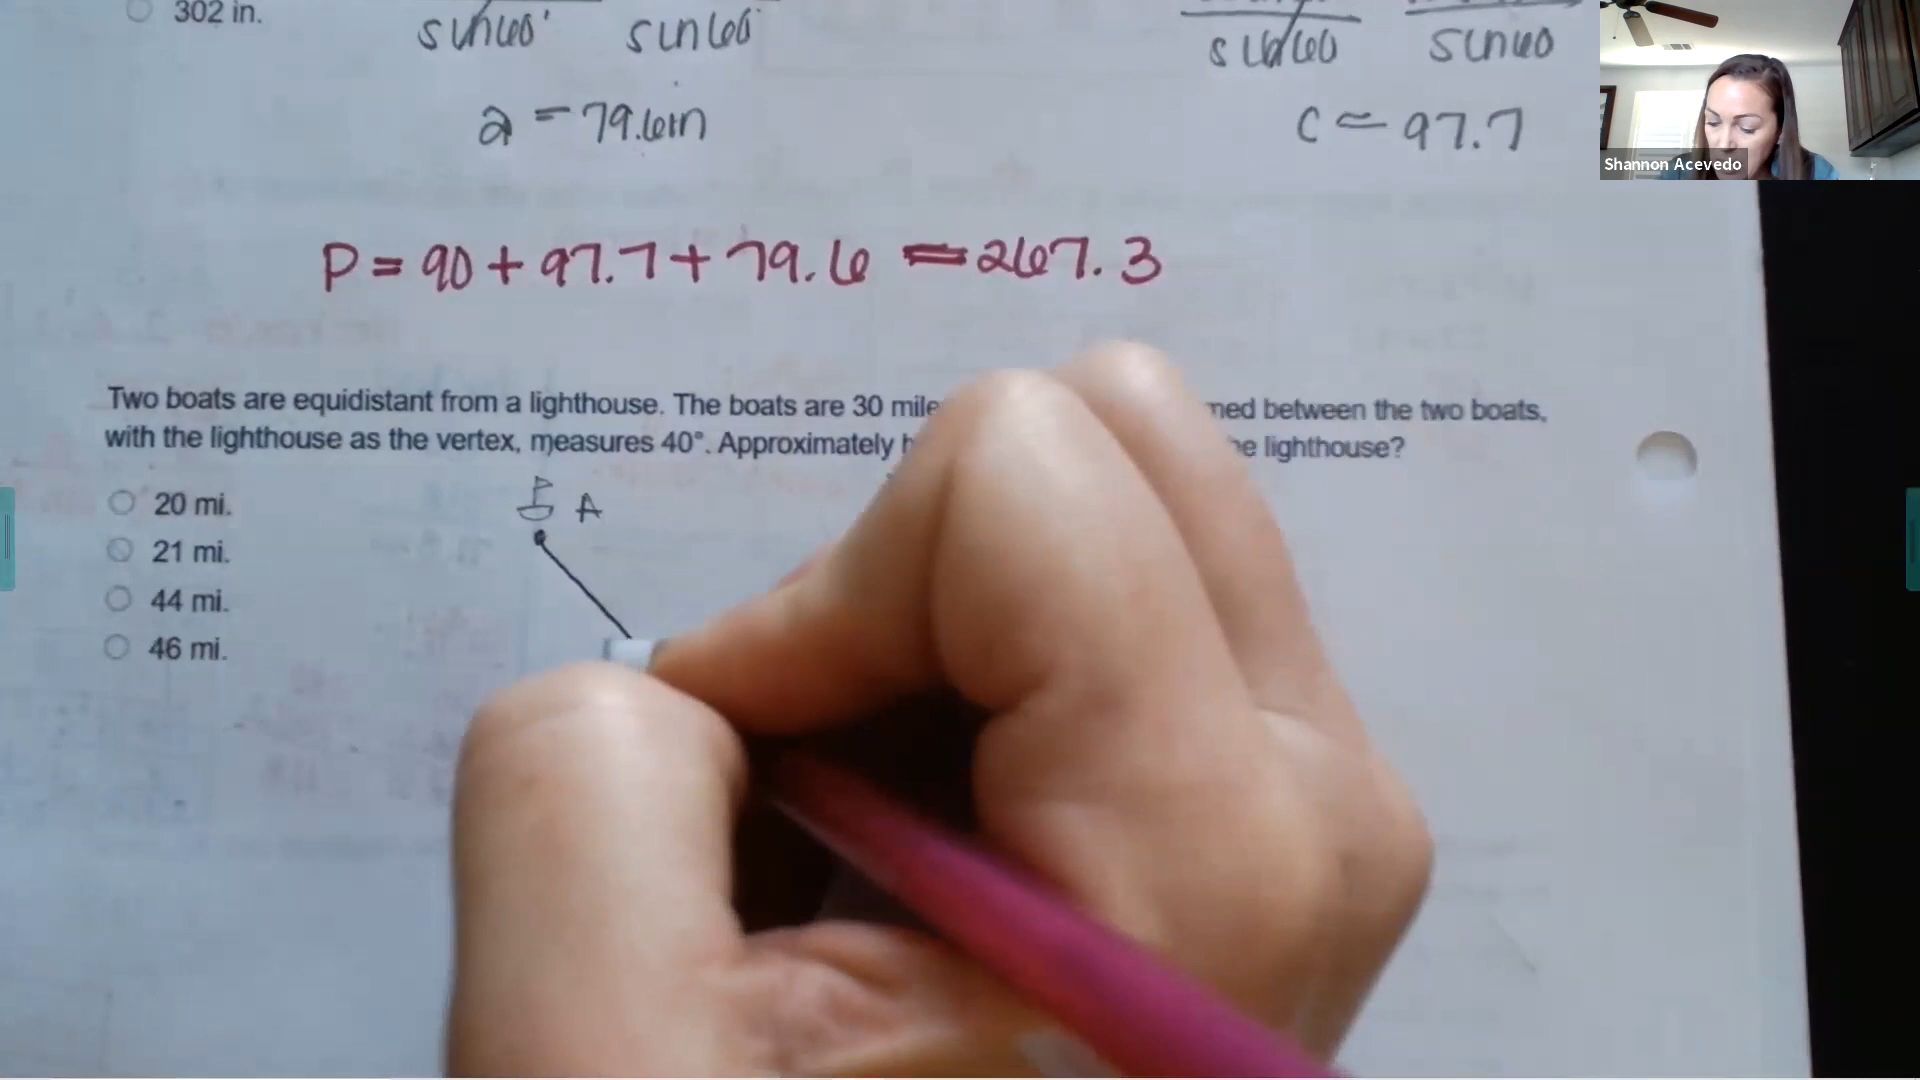 302 in.
sin60° sin60°
sin60 sin60
a = 79.6in
c ≈ 97.7
Shannon Acevedo
P = 90 + 97.7 + 79.6 = 267.3
Two boats are equidistant from a lighthouse. The boats are 30 between the two boats,
with the lighthouse as the vertex, measures 40°. Approximately lighthouse?
20 mi.
A
21 mi.
44 mi.
46 mi.